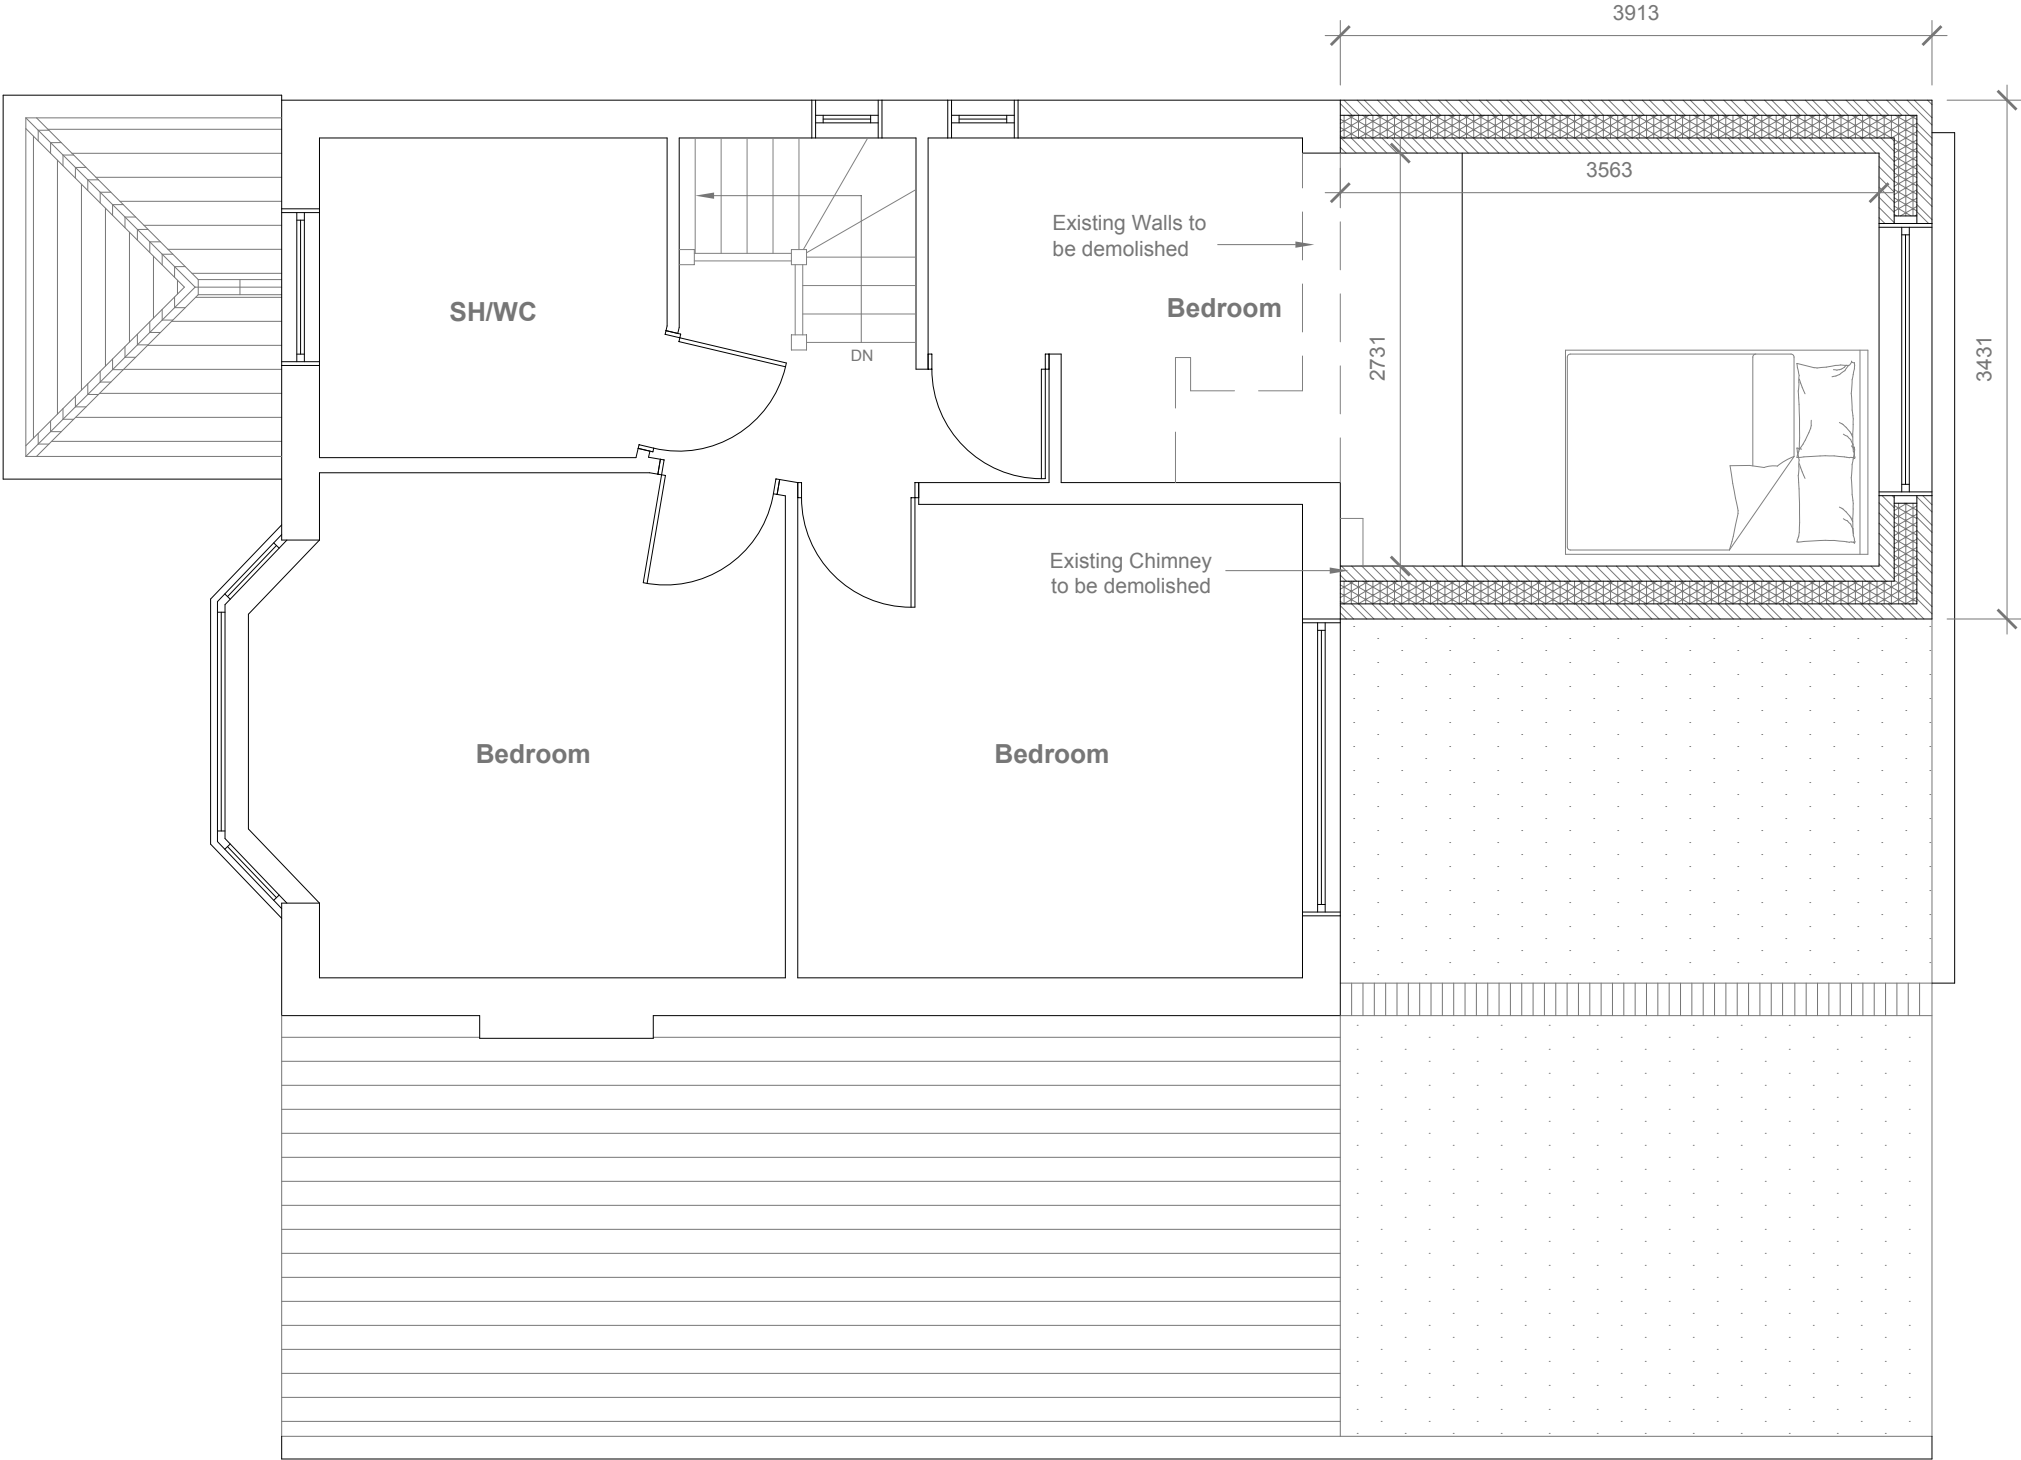 3913
3563
Existing Walls to
be demolished
Bedroom
SH/WC
DN
2731
3431
Existing Chimney
to be demolished
Bedroom
Bedroom